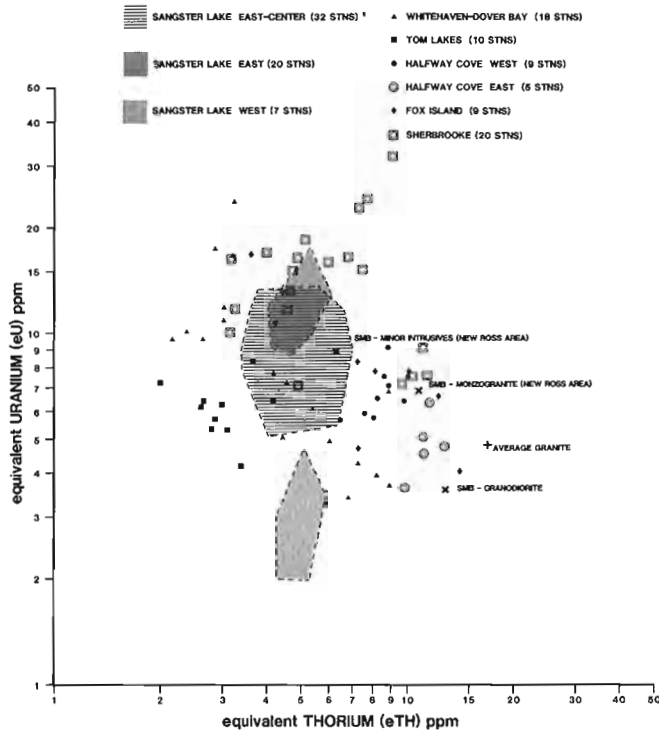 SANGSTER LAKE EAST-CENTER (32 STNS)
SANGSTER LAKE EAST (20 STNS)
SANGSTER LAKE WEST (7 STNS)
WHITEHAVEN-DOVER BAY (18 STNS)
TOM LAKES (10 STNS)
HALFWAY COVE WEST (9 STNS)
HALFWAY COVE EAST (5 STNS)
FOX ISLAND (9 STNS)
SHERBROOKE (20 STNS)
50
40
30
20
15
10
9
8
7
6
5
4
3
2
1
equivalent URANIUM (eU) ppm
SMB - MINOR INTRUSIVES (NEW ROSS AREA)
SMB - MONZOGRANITE (NEW ROSS AREA)
AVERAGE GRANITE
SMB - GRANODIORITE
1 2 3 4 5 6 7 8 9 10 20 30 40 50
equivalent THORIUM (eTH) ppm